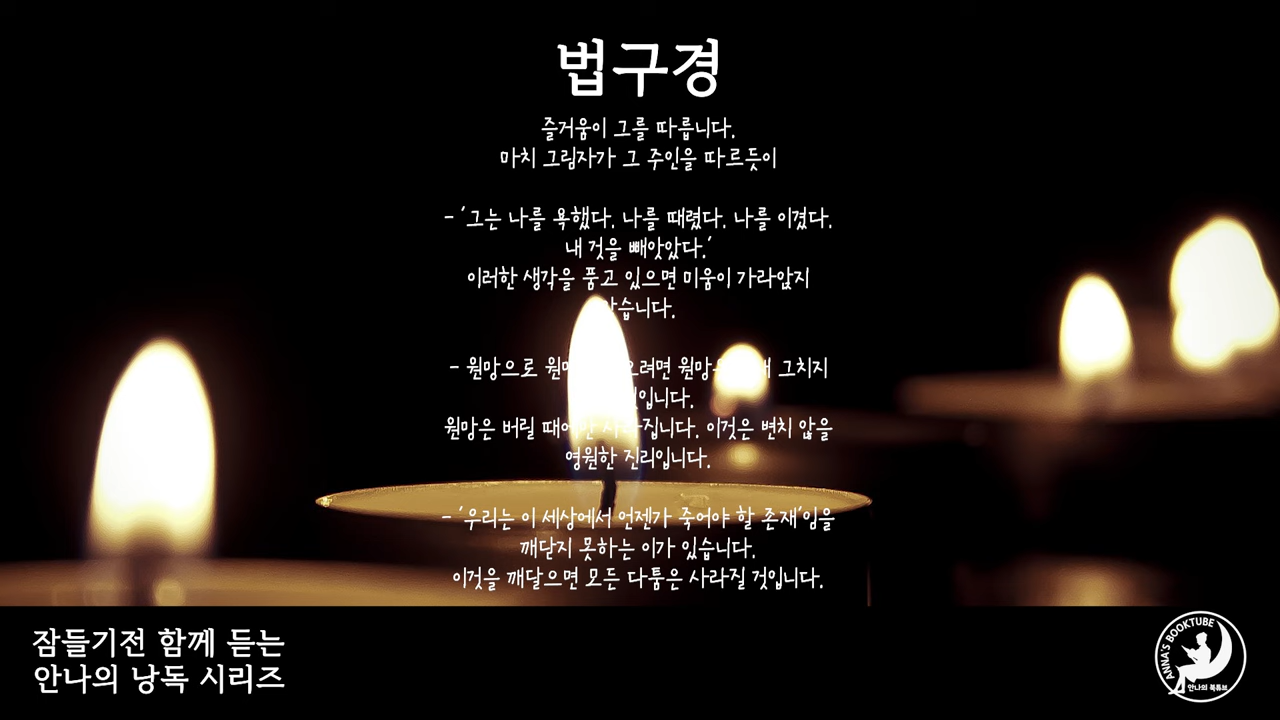 법구경
즐거움이 그를 따릅니다.
마치 그림자가 그 주인을 따르듯이
- '그는 나를 욕했다. 나를 때렸다. 나를 이겼다.
내 것을 빼앗았다.'
이러한 생각을 품고 있으면 미움이 가라앉지
- 원망으로 그치지
원망은 버릴 때에만 사라집니다. 이것은 변치 않을
영원한 진리입니다.
- '우리는 이 세상에서 언젠가 죽어야 할 존재'임을
깨닫지 못하는 이가 있습니다.
이것을 깨달으면 모든 다툼은 사라질 것입니다.
잠들기전 함께 듣는
안나의 낭독 시리즈
ANNA'S BOOKTUBE
안나의 북튜브